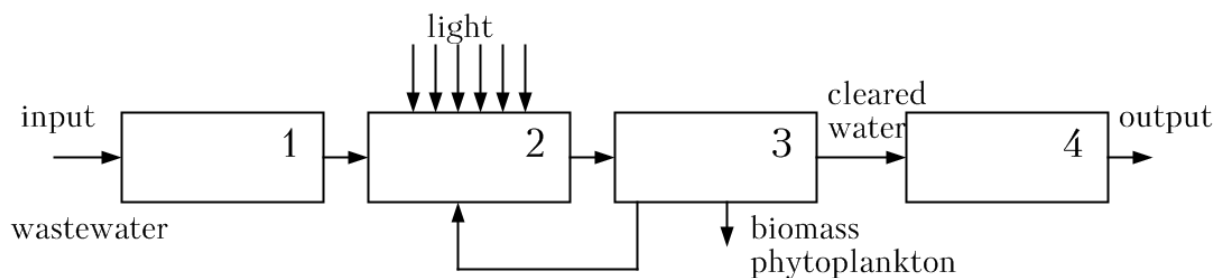 light
input
1
2
3
cleared
water
4
output
wastewater
biomass
phytoplankton